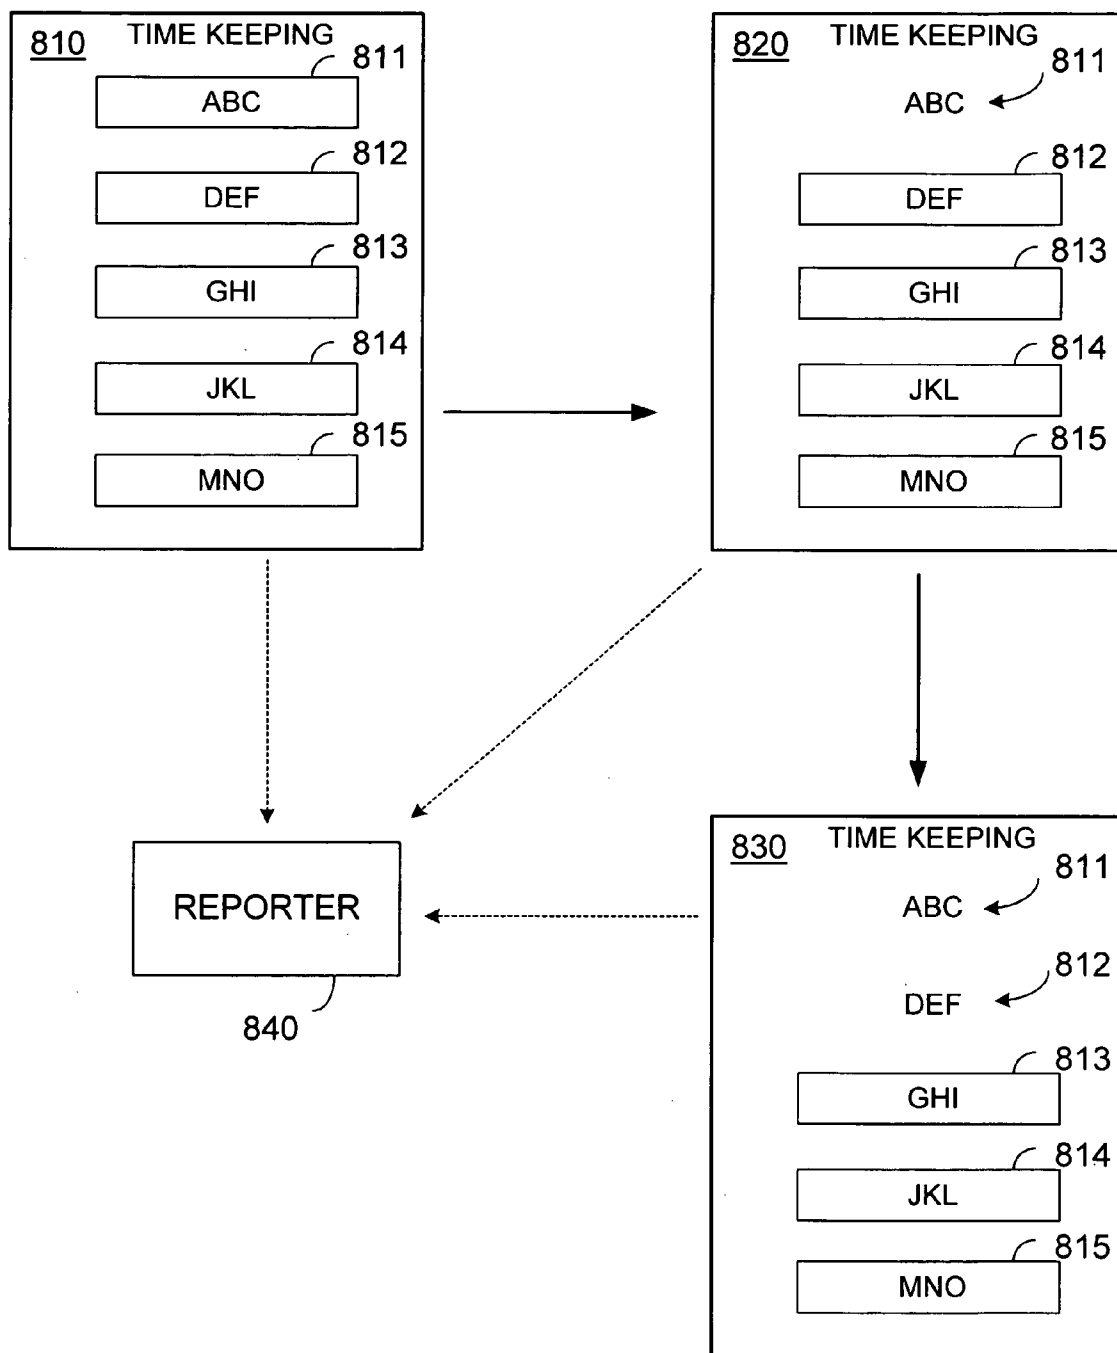 810 TIME KEEPING
811
ABC
812
DEF
813
GHI
814
JKL
815
MNO
820 TIME KEEPING
811
ABC
812
DEF
813
GHI
814
JKL
815
MNO
REPORTER
840
830 TIME KEEPING
811
ABC
812
DEF
813
GHI
814
JKL
815
MNO